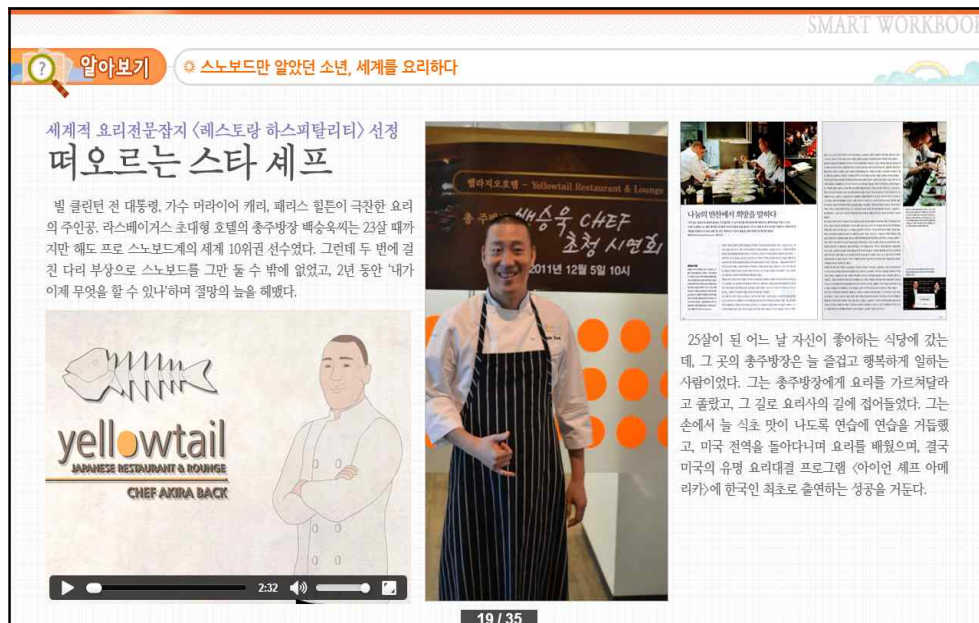 SMART WORKBOOK
알아보기
스노보드만 알았던 소년, 세계를 요리하다
세계적 요리전문잡지 〈레스토랑 하스피탈리티〉 선정
떠오르는 스타 셰프
빌 클린턴 전 대통령, 가수 머라이어 캐리, 패리스 힐튼이 극찬한 요리
의 주인공. 라스베이거스 초대형 호텔의 총주방장 백승욱씨는 23살 때까
지만 해도 프로 스노보드계의 세계 10위권 선수였다. 그런데 두 번에 걸
친 다리 부상으로 스노보드를 그만 둘 수 밖에 없었고, 2년 동안 '내가
이제 무엇을 할 수 있나'하며 절망의 늪을 헤맸다.
yellowtail
JAPANESE RESTAURANT & ROUNGE
CHEF AKIRA BACK
2:32
벨라지오호텔 - Yellowtail Restaurant & Lounge
총 주방장 백승욱 CHEF
초청 시연회
2011년 12월 5일 10시
나눔의 만찬에서 희망을 말하다
25살이 된 어느 날 자신이 좋아하는 식당에 갔는
데, 그 곳의 총주방장은 늘 즐겁고 행복하게 일하는
사람이었다. 그는 총주방장에게 요리를 가르쳐달라
고 졸랐고, 그 길로 요리사의 길에 접어들었다. 그는
손에서 늘 식초 맛이 나도록 연습에 연습을 거듭했
고, 미국 전역을 돌아다니며 요리를 배웠으며, 결국
미국의 유명 요리대결 프로그램 〈아이언 셰프 아메
리카〉에 한국인 최초로 출연하는 성공을 거둔다.
19 / 35